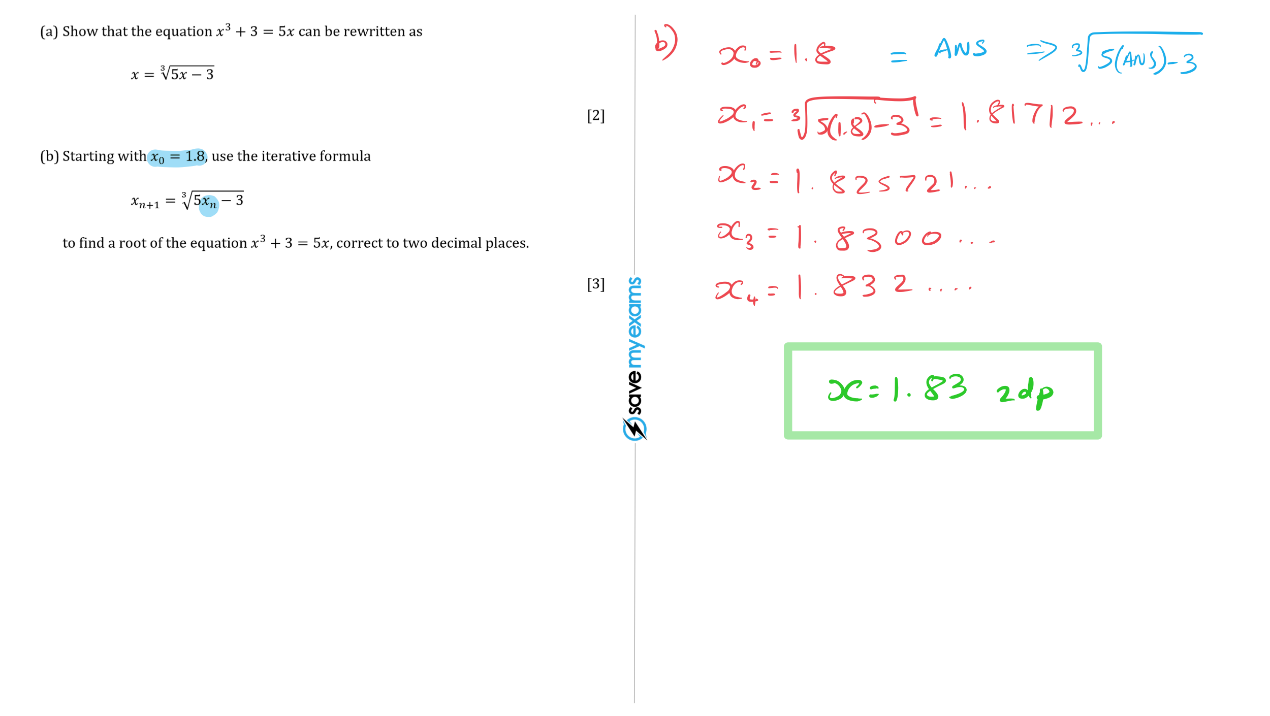 (a) Show that the equation x³ + 3 = 5x can be rewritten as
x = ∛(5x − 3)
[2]
(b) Starting with x₀ = 1.8, use the iterative formula
xₙ₊₁ = ∛(5xₙ − 3)
to find a root of the equation x³ + 3 = 5x, correct to two decimal places.
[3]
save my exams
b) x₀ = 1.8 = ANS ⇒ ∛(5(ANS)−3)
x₁ = ∛(5(1.8)−3) = 1.81712...
x₂ = 1.825721...
x₃ = 1.8300...
x₄ = 1.832....
x = 1.83 2dp